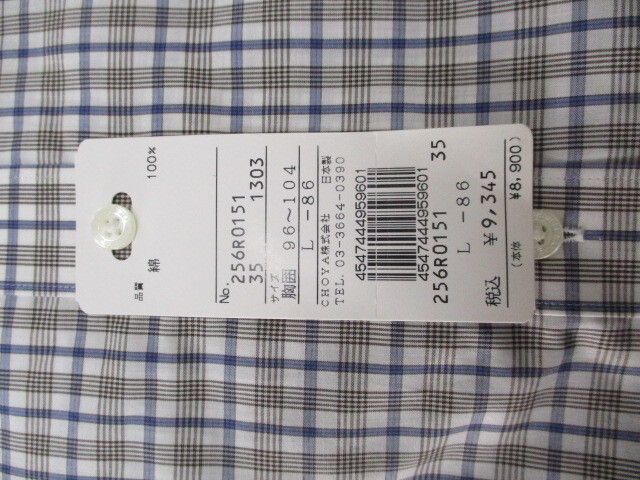 品質 綿 100%
No. 256R0151
35 1303
サイズ
胸囲 96～104
L -86
CHOYA株式会社 日本製
TEL. 03-3664-0390
4547444959601
4547444959601
256R0151 35
L -86
税込 ¥9,345
(本体 ¥8,900)